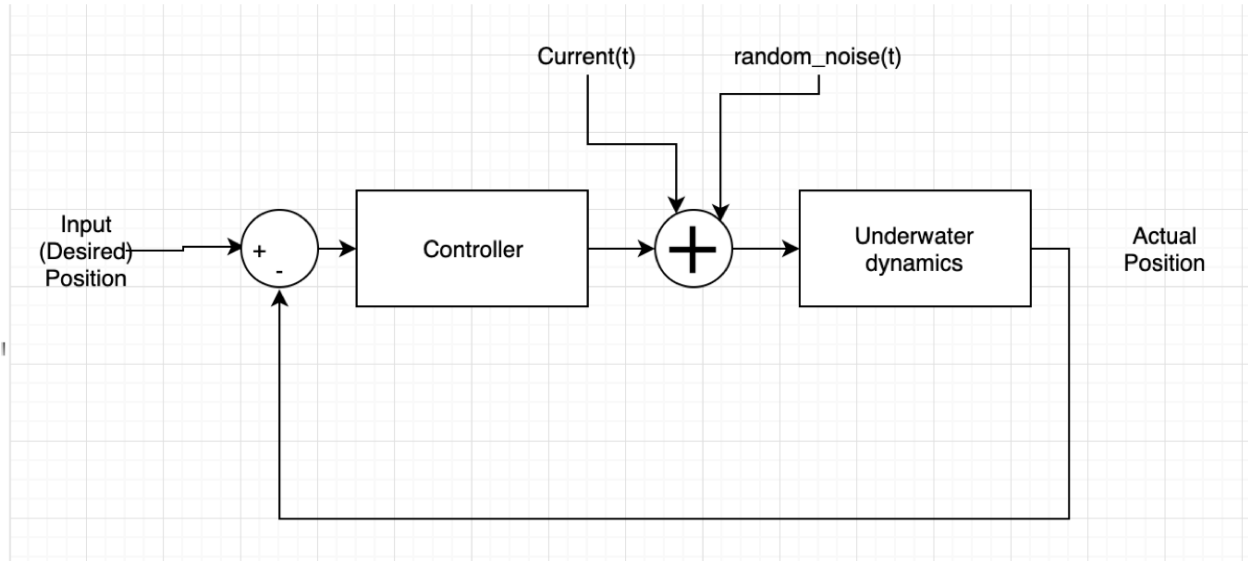 Current(t)
random_noise(t)
Input
(Desired)
Position
+
-
Controller
+
Underwater
dynamics
Actual
Position